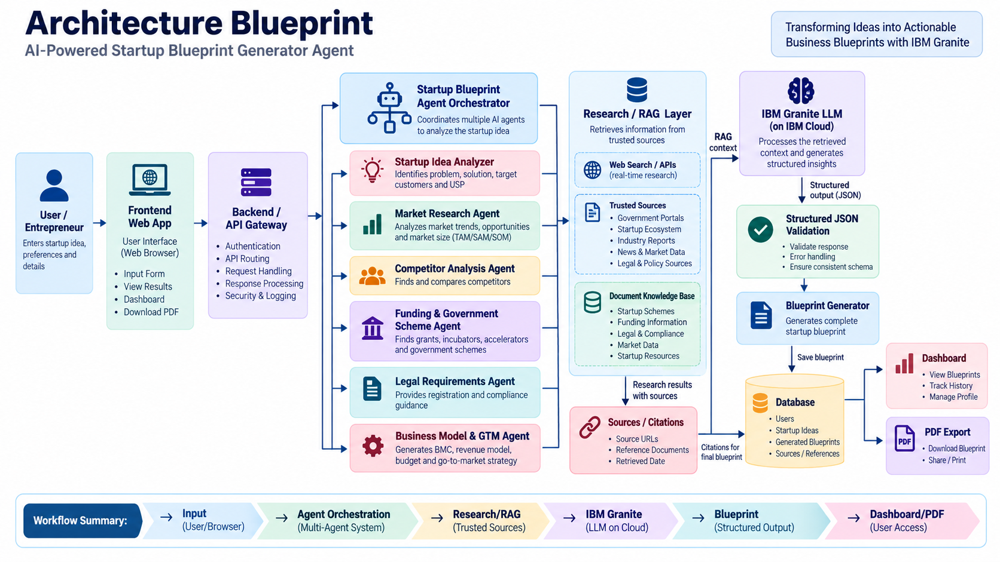 Architecture Blueprint
AI-Powered Startup Blueprint Generator Agent
Transforming Ideas into Actionable
Business Blueprints with IBM Granite
User /
Entrepreneur
Enters startup idea,
preferences and
details
Frontend
Web App
User Interface
(Web Browser)
• Input Form
• View Results
• Dashboard
• Download PDF
Backend /
API Gateway
• Authentication
• API Routing
• Request Handling
• Response Processing
• Security & Logging
Startup Blueprint
Agent Orchestrator
Coordinates multiple AI agents
to analyze the startup idea
Startup Idea Analyzer
Identifies problem, solution, target
customers and USP
Market Research Agent
Analyzes market trends, opportunities
and market size (TAM/SAM/SOM)
Competitor Analysis Agent
Finds and compares competitors
Funding & Government
Scheme Agent
Finds grants, incubators, accelerators
and government schemes
Legal Requirements Agent
Provides registration and compliance
guidance
Business Model & GTM Agent
Generates BMC, revenue model,
budget and go-to-market strategy
Research / RAG Layer
Retrieves information from
trusted sources
Web Search / APIs
(real-time research)
Trusted Sources
• Government Portals
• Startup Ecosystem
• Industry Reports
• News & Market Data
• Legal & Policy Sources
Document Knowledge Base
• Startup Schemes
• Funding Information
• Legal & Compliance
• Market Data
• Startup Resources
Research results
with sources
Sources / Citations
• Source URLs
• Reference Documents
• Retrieved Date
RAG
context
Citations for
final blueprint
IBM Granite LLM
(on IBM Cloud)
Processes the retrieved
context and generates
structured insights
Structured
output (JSON)
Structured JSON
Validation
• Validate response
• Error handling
• Ensure consistent schema
Blueprint Generator
Generates complete
startup blueprint
Save blueprint
Database
• Users
• Startup Ideas
• Generated Blueprints
• Sources / References
Dashboard
• View Blueprints
• Track History
• Manage Profile
PDF
PDF Export
• Download Blueprint
• Share / Print
Workflow Summary:
→ Input
(User/Browser)
→ Agent Orchestration
(Multi-Agent System)
→ Research/RAG
(Trusted Sources)
→ IBM Granite
(LLM on Cloud)
→ Blueprint
(Structured Output)
→ Dashboard/PDF
(User Access)